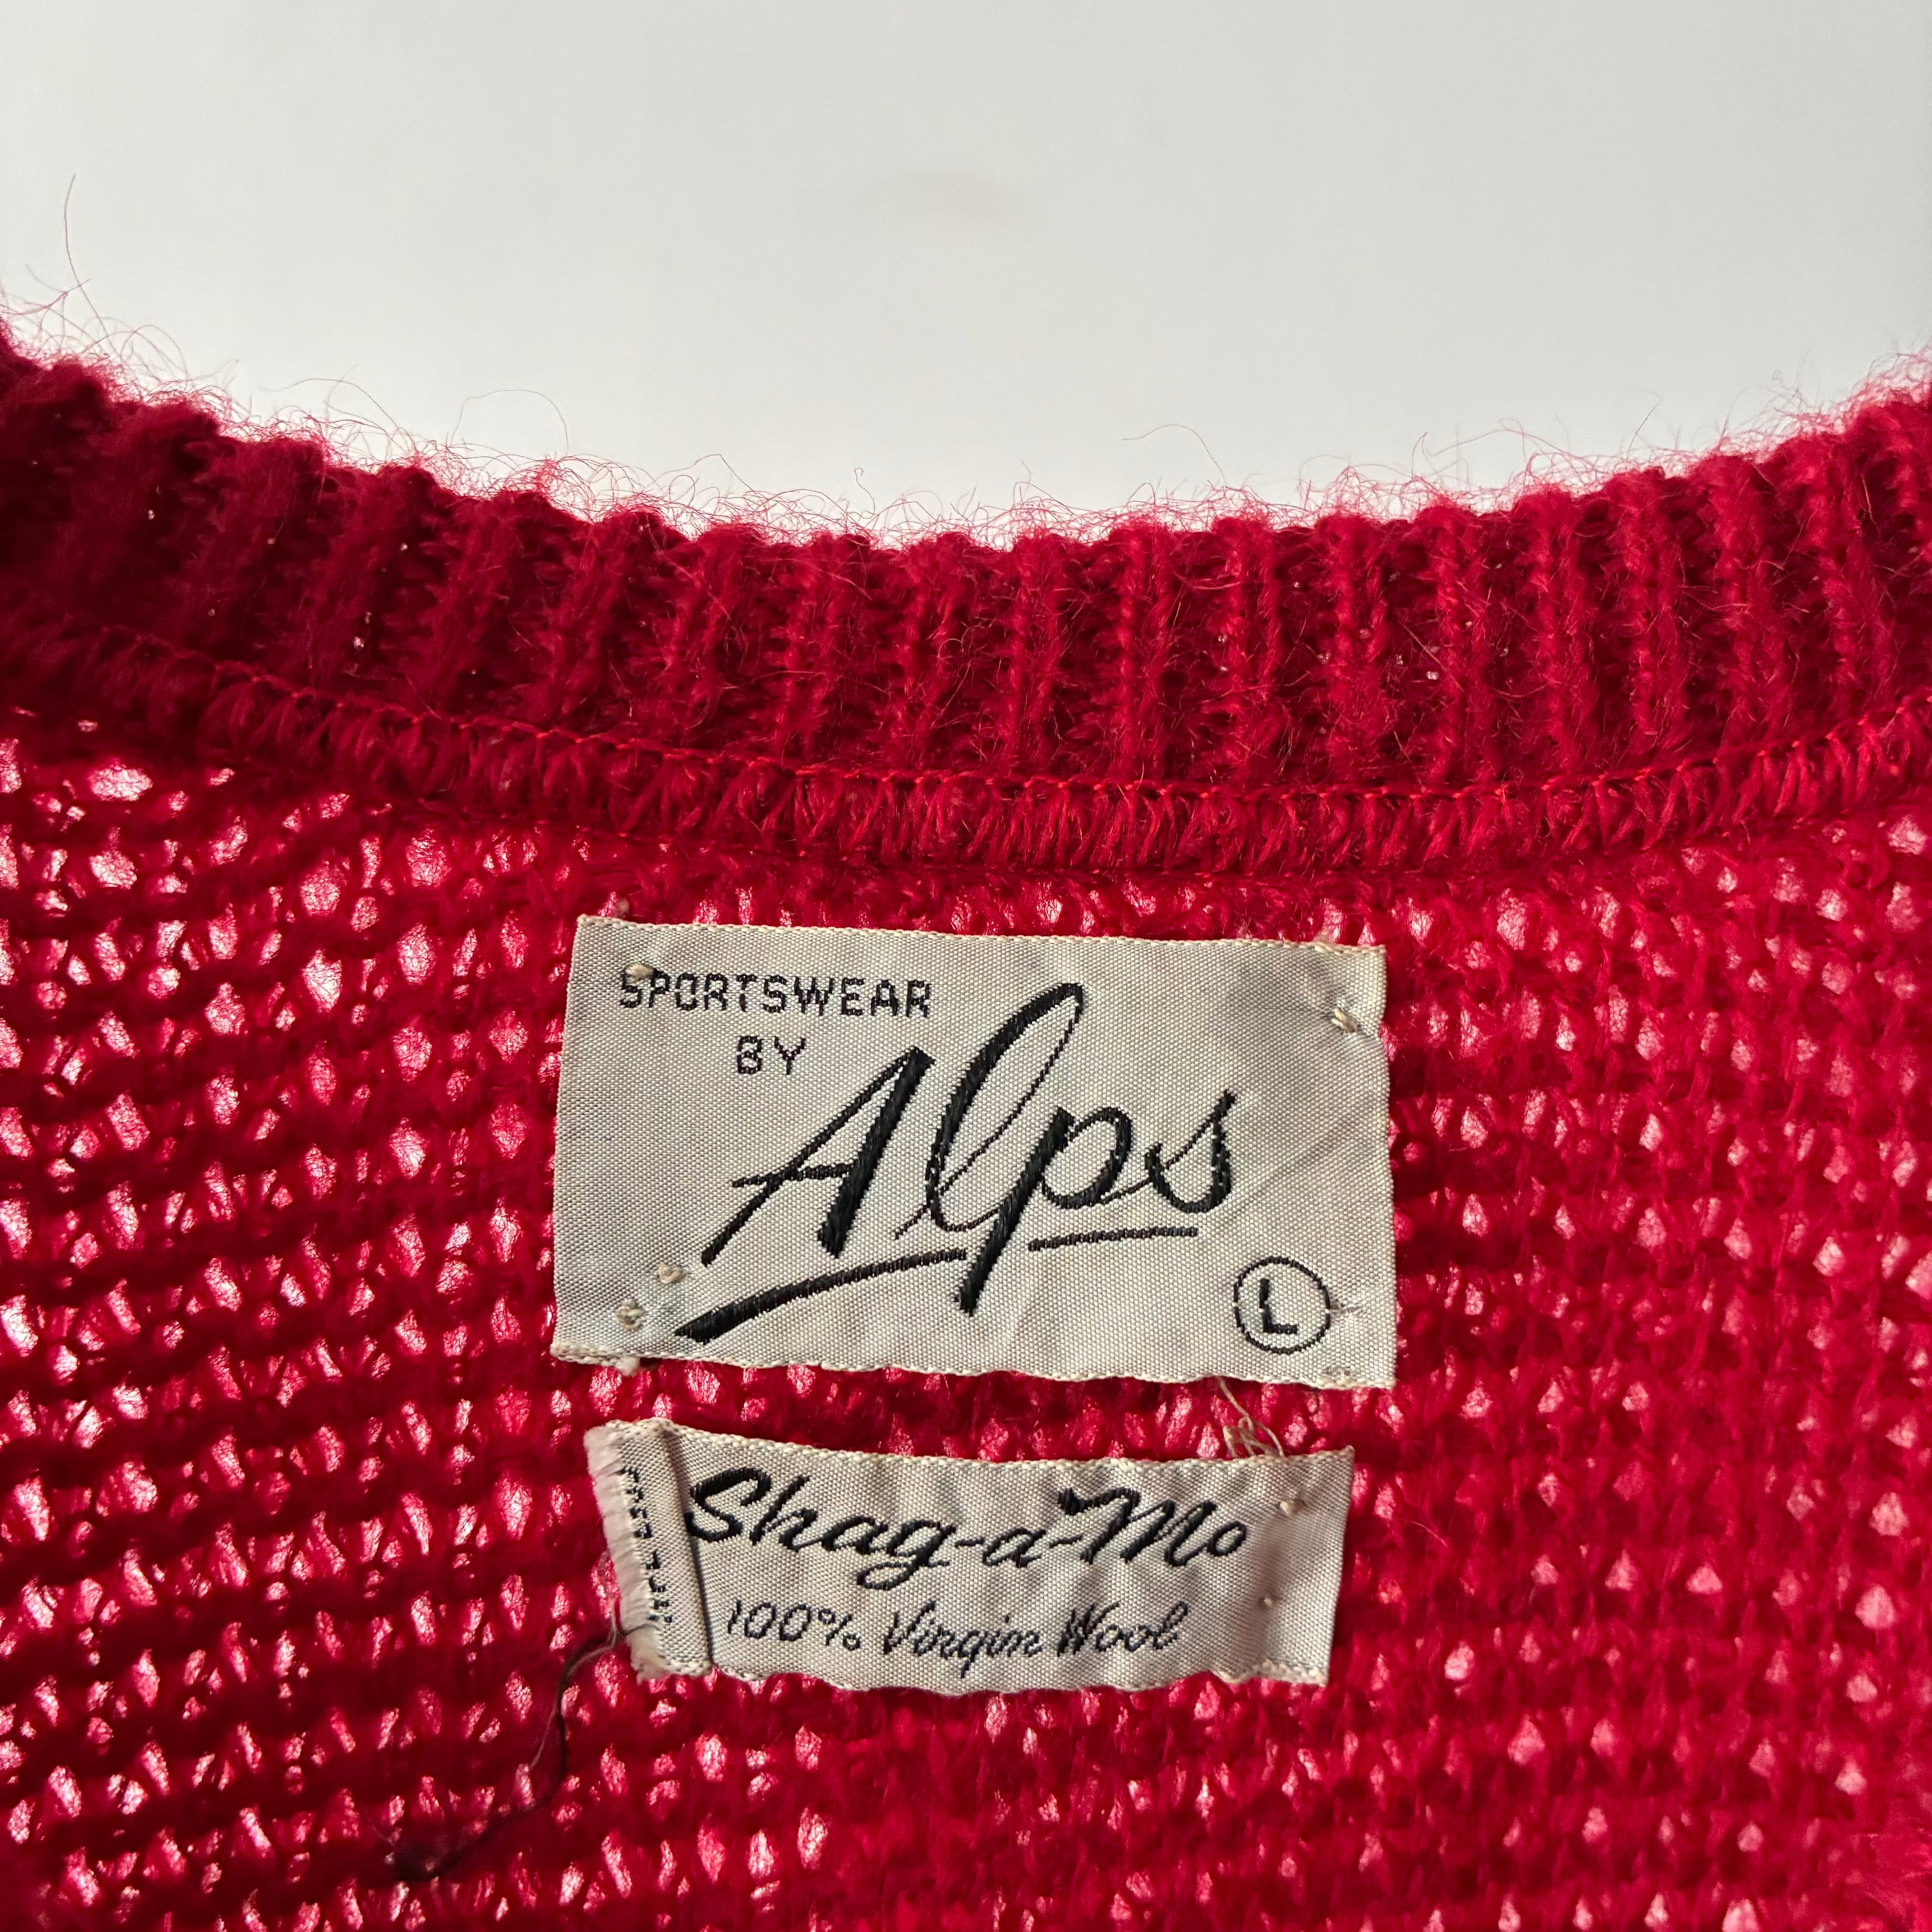 SPORTSWEAR
BY
Alps
L
Shag-a-Mo
100% Virgin Wool